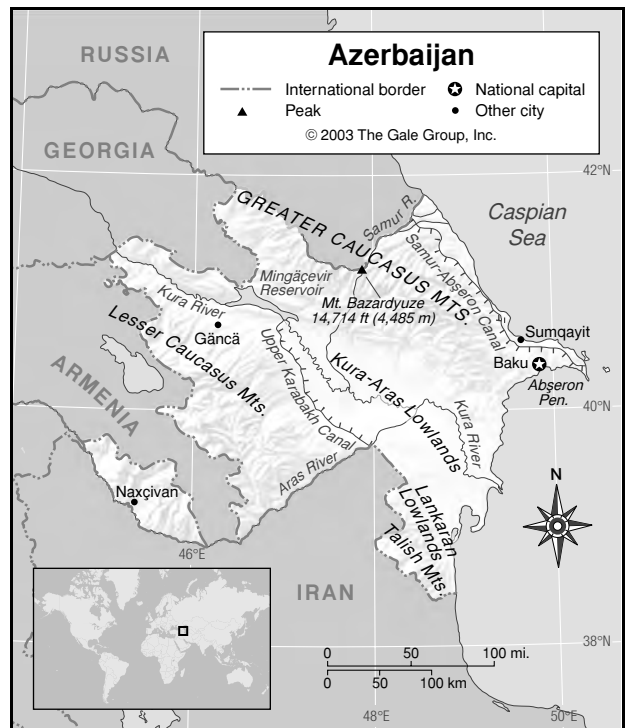 Azerbaijan
International border
National capital
Peak
Other city
© 2003 The Gale Group, Inc.
RUSSIA
GEORGIA
42°N
GREATER CAUCASUS MTS.
Samur R.
Caspian
Sea
Samur-Abseron Canal
Mingäçevir
Reservoir
Mt. Bazardyuze
14,714 ft (4,485 m)
Kura River
Gäncä
Lesser Caucasus Mts.
Upper Karabakh Canal
Sumqayit
Baku
Abşeron
Pen.
ARMENIA
Kura-Aras Lowlands
Kura River
40°N
Aras River
Naxçivan
Lankaran
Lowlands
Talish Mts.
N
46°E
IRAN
38°N
0 50 100 mi.
0 50 100 km
48°E
50°E